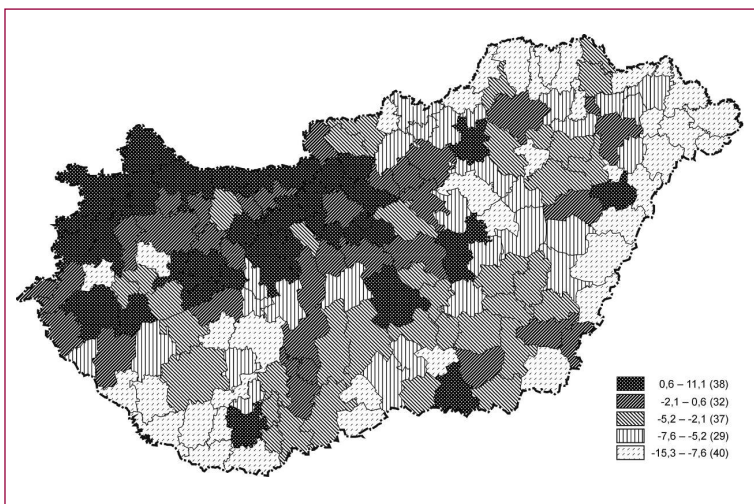 0,6 – 11,1 (38)
-2,1 – 0,6 (32)
-5,2 – -2,1 (37)
-7,6 – -5,2 (29)
-15,3 – -7,6 (40)